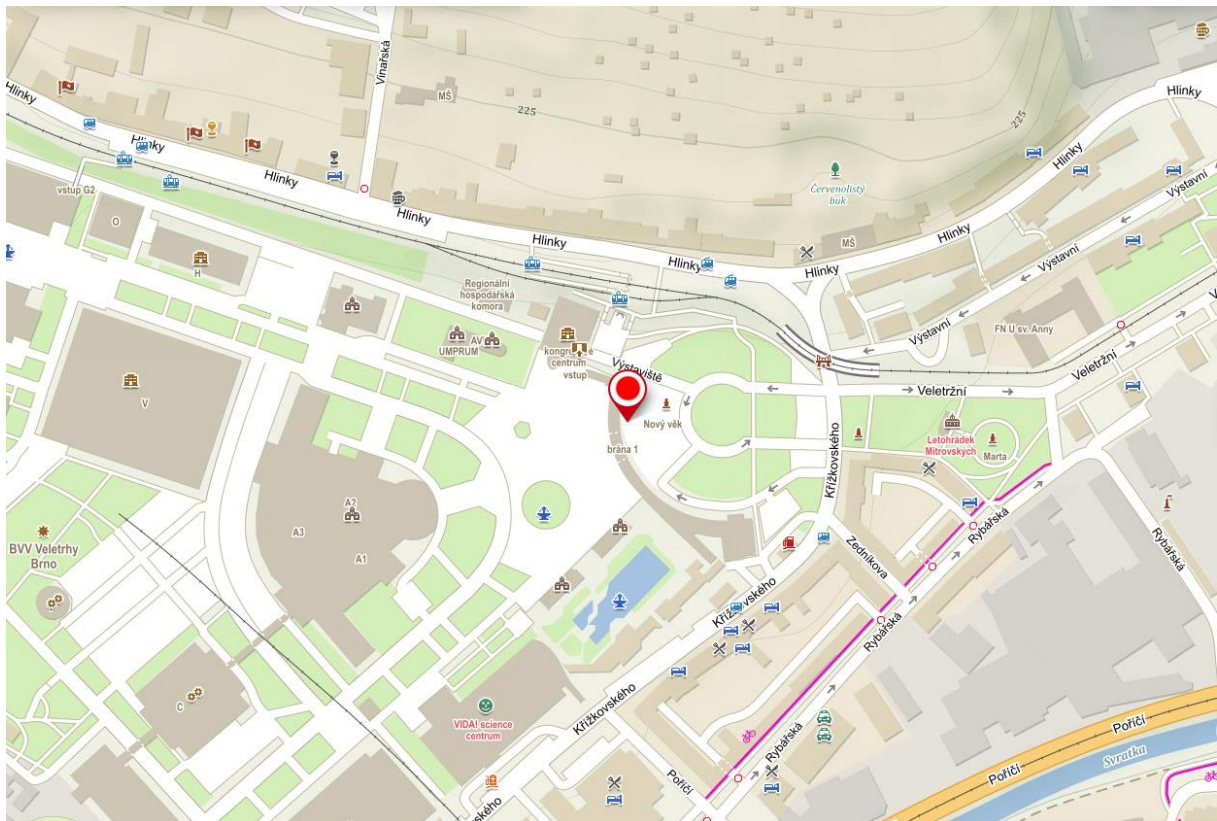 Hlinky
Vinařská
MŠ
225
225
Hlinky
Hlinky
Hlinky
vstup G2
Hlinky
Červenolistý
buk
Hlinky
Výstavní
O
H
Hlinky
Hlinky
MŠ
Hlinky
Hlinky
Výstavní
Regionální
hospodářská
komora
Výstavní
FN U sv. Anny
AV
UMPRUM
centrum
vstup
Výstaviště
Veletržní
Veletržní
V
Nový věk
brána 1
Křížkovského
Letohrádek
Mitrovských
Marta
A2
A3
A1
BVV Veletrhy
Brno
Rybářská
Rybářská
Zedníkova
Křížkovského
Rybářská
C
VIDA! science
centrum
Křížkovského
Rybářská
Poříčí
Poříčí
Poříčí
Svratka